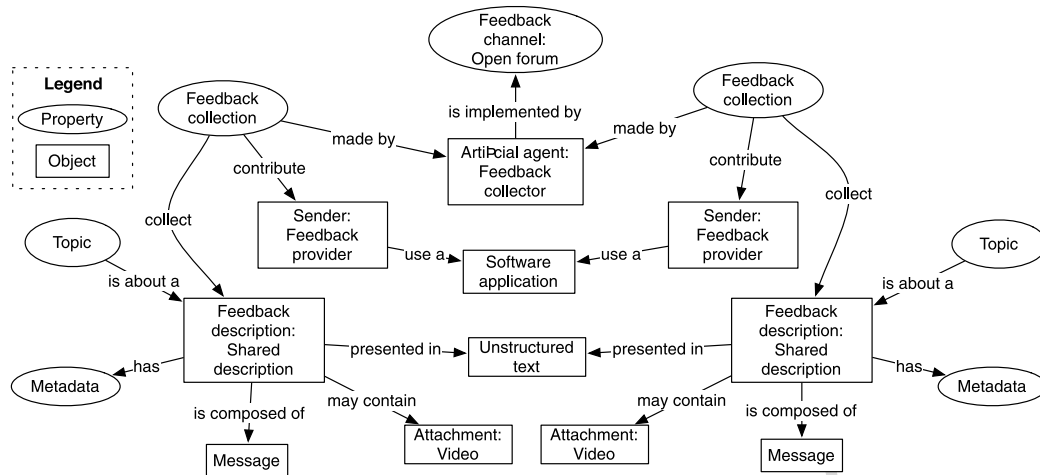 Feedback
channel:
Open forum
Legend
Property
Object
Feedback
collection
Feedback
collection
is implemented by
made by
made by
Artificial agent:
Feedback
collector
contribute
contribute
collect
collect
Sender:
Feedback
provider
Sender:
Feedback
provider
use a
use a
Software
application
Topic
Topic
is about a
is about a
Feedback
description:
Shared
description
Feedback
description:
Shared
description
presented in
Unstructured
text
presented in
has
has
Metadata
Metadata
may contain
may contain
is composed of
is composed of
Attachment:
Video
Attachment:
Video
Message
Message